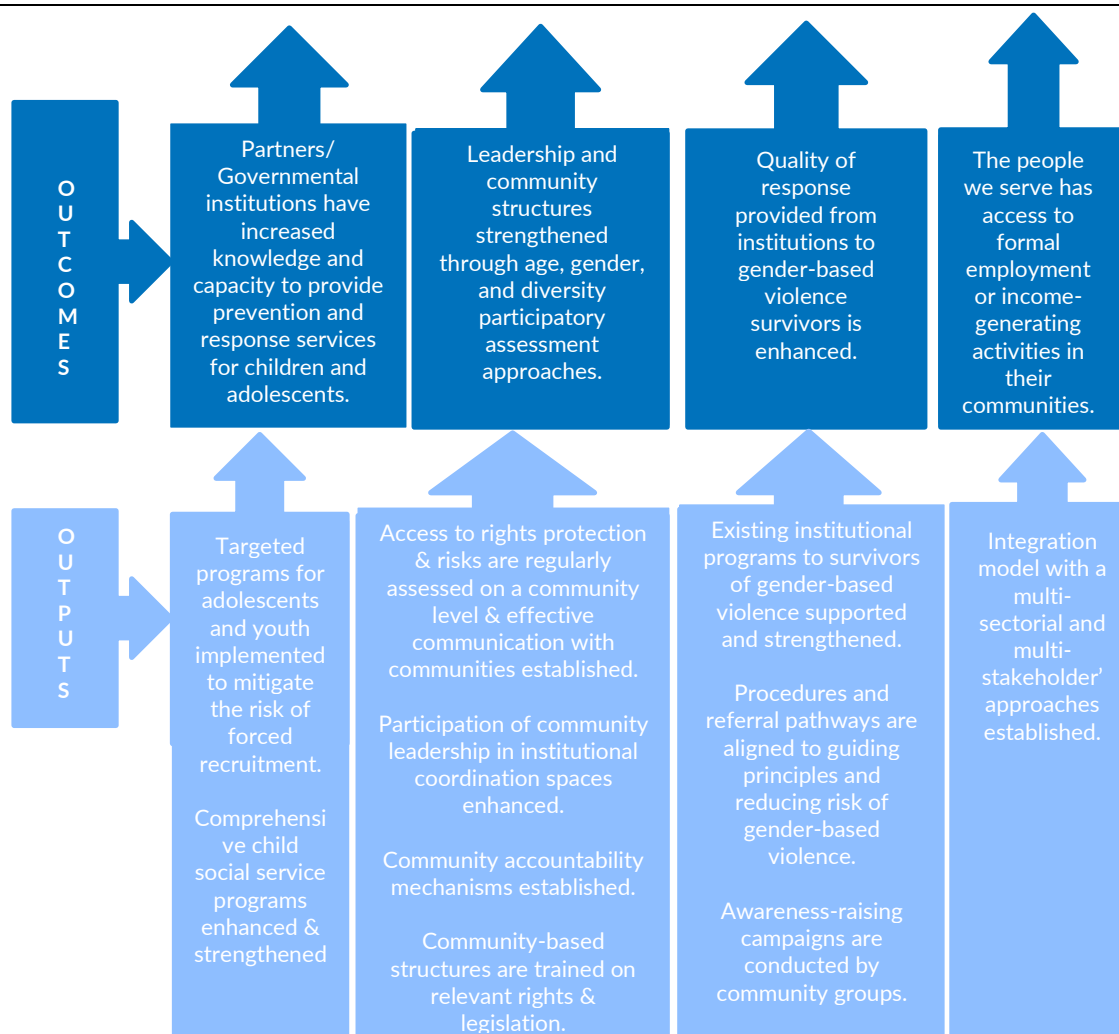 OUTCOMES
Partners/
Governmental
institutions have
increased
knowledge and
capacity to provide
prevention and
response services
for children and
adolescents.
Leadership and
community
structures
strengthened
through age, gender,
and diversity
participatory
assessment
approaches.
Quality of
response
provided from
institutions to
gender-based
violence
survivors is
enhanced.
The people
we serve has
access to
formal
employment
or income-
generating
activities in
their
communities.
OUTPUTS
Targeted
programs for
adolescents
and youth
implemented
to mitigate
the risk of
forced
recruitment.
Comprehensi
ve child
social service
programs
enhanced &
strengthened
Access to rights protection
& risks are regularly
assessed on a community
level & effective
communication with
communities established.
Participation of community
leadership in institutional
coordination spaces
enhanced.
Community accountability
mechanisms established.
Community-based
structures are trained on
relevant rights &
legislation.
Existing institutional
programs to survivors
of gender-based
violence supported
and strengthened.
Procedures and
referral pathways are
aligned to guiding
principles and
reducing risk of
gender-based
violence.
Awareness-raising
campaigns are
conducted by
community groups.
Integration
model with a
multi-
sectorial and
multi-
stakeholder’
approaches
established.